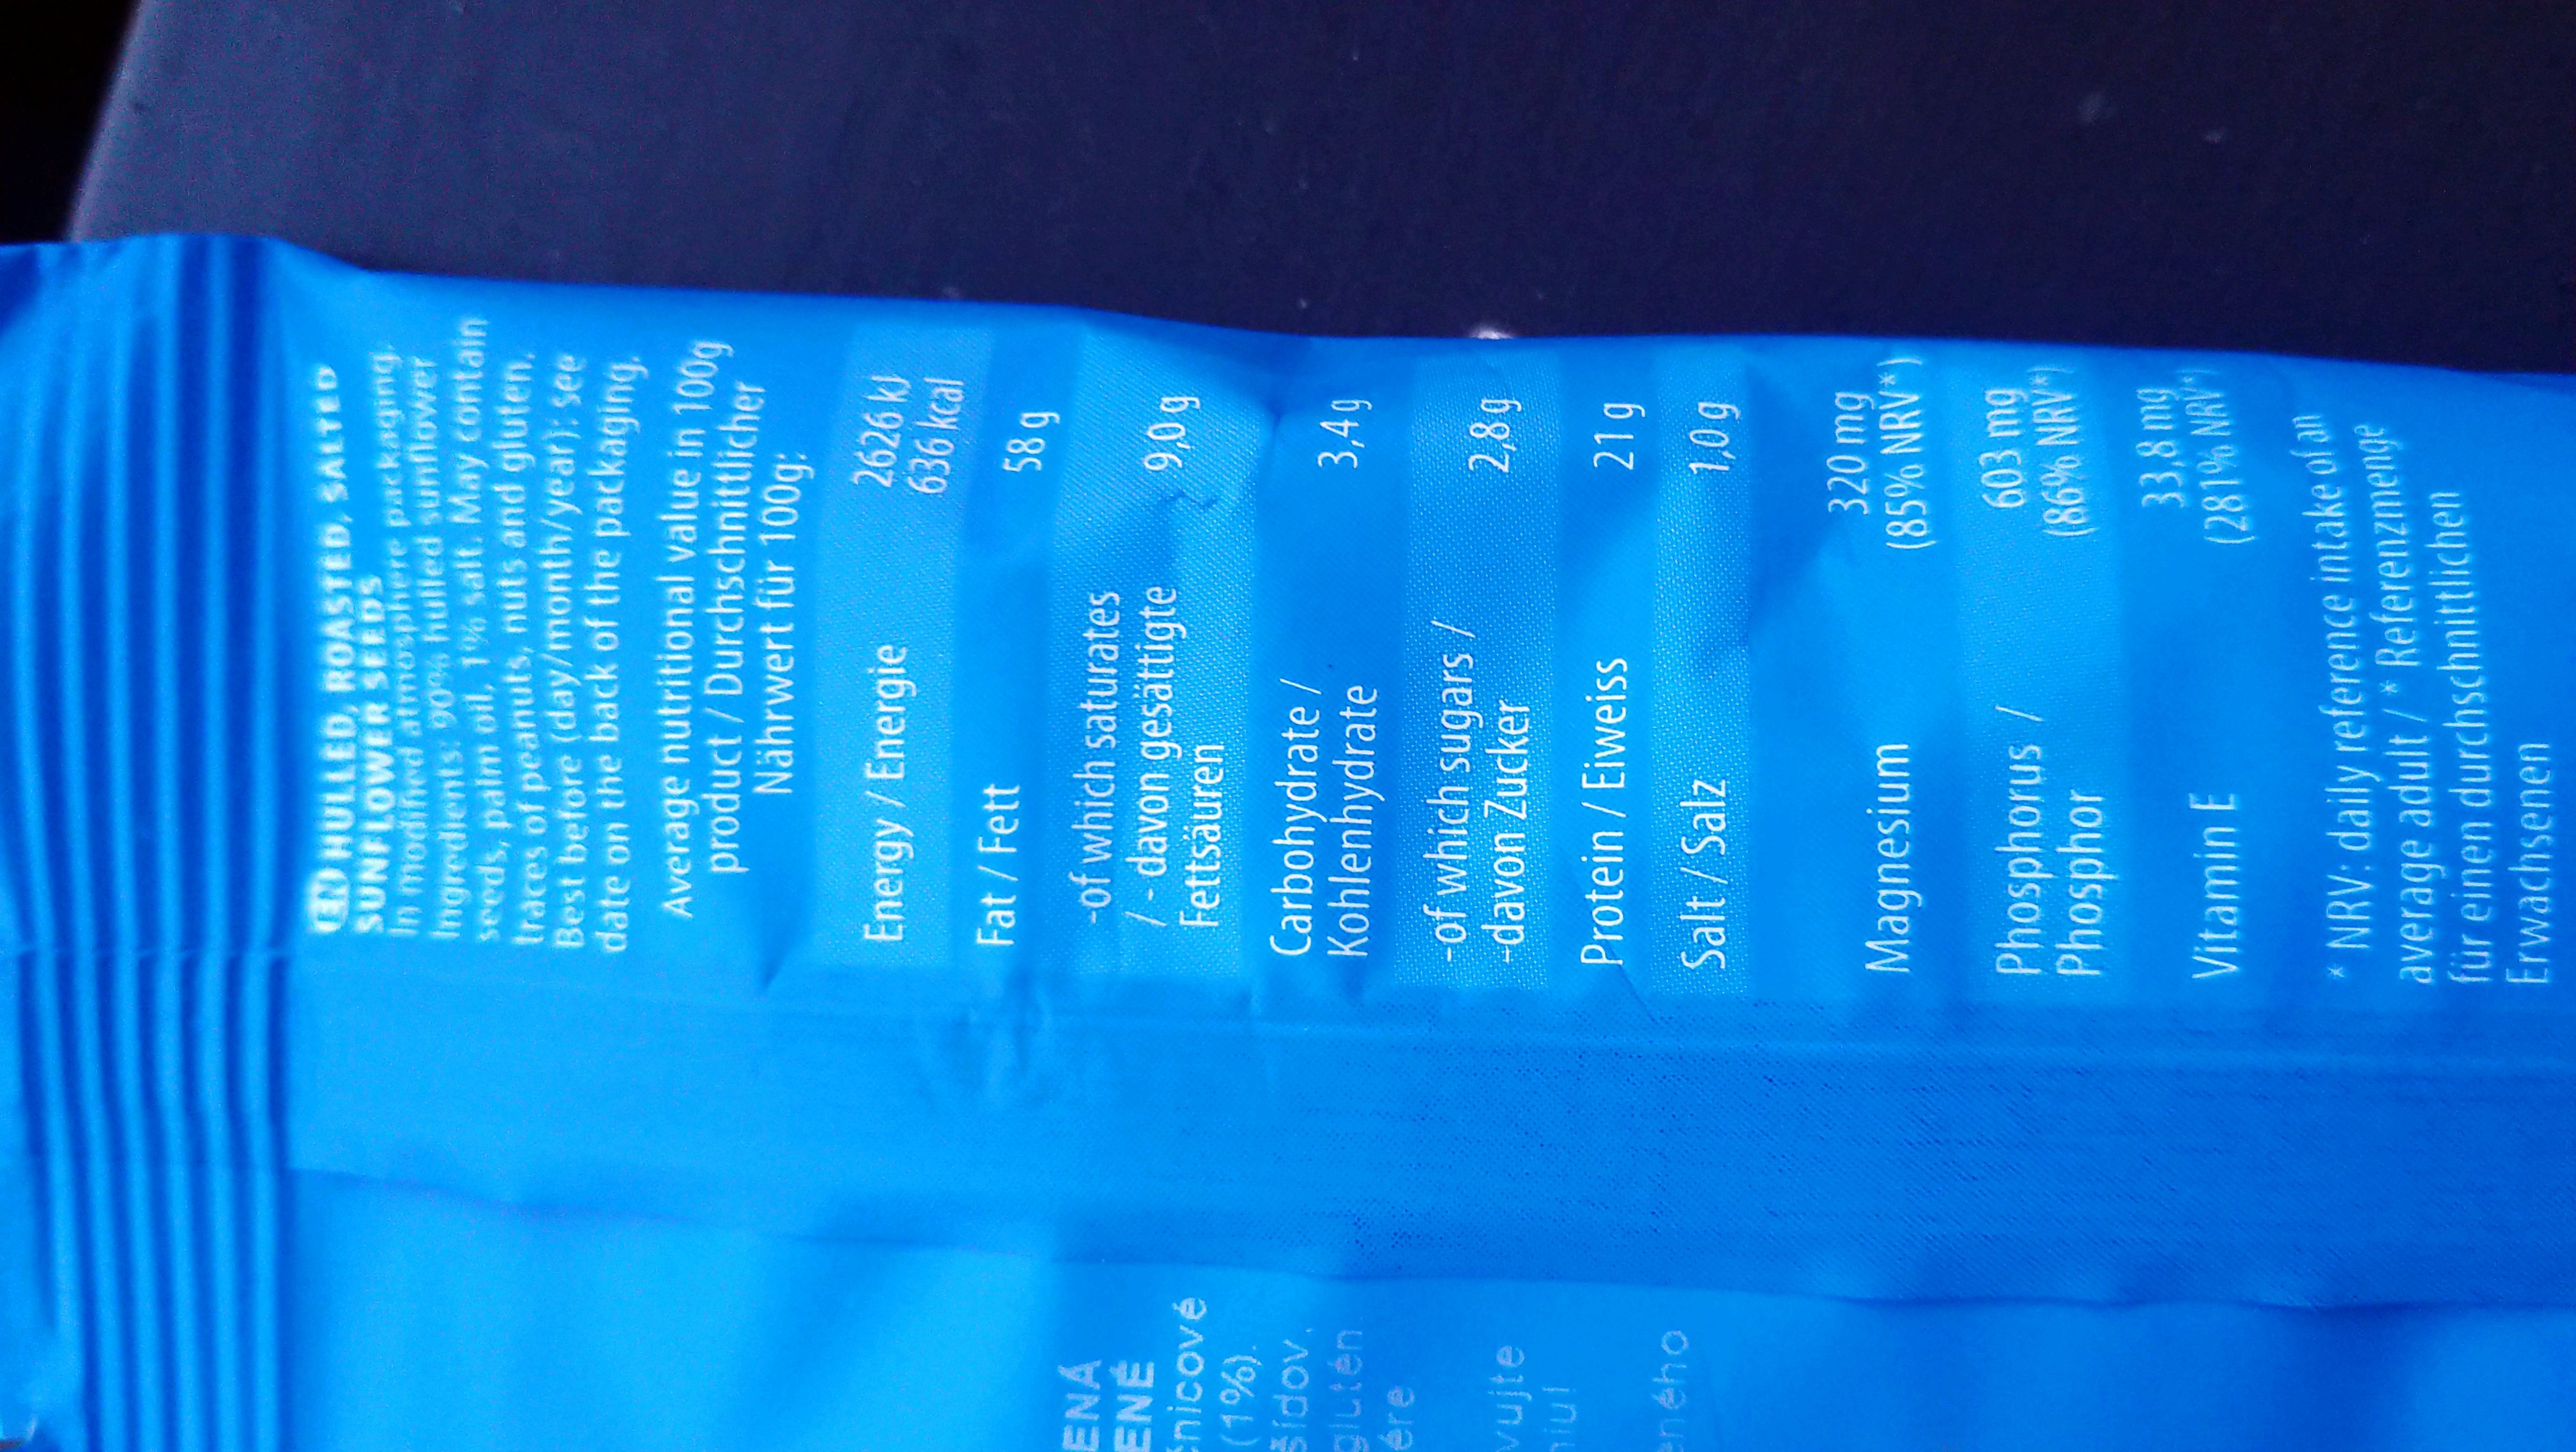 EN HULLED, ROASTED, SALTED
SUNFLOWER SEEDS
In modified atmosphere packaging.
Ingredients: 90% hulled sunflower
seeds, palm oil, 1% salt. May contain
traces of peanuts, nuts and gluten.
Best before (day/month/year): see
date on the back of the packaging.
Average nutritional value in 100g
product / Durchschnittlicher
Nährwert für 100g:
Energy / Energie 2626 kJ
636 kcal
Fat / Fett 58 g
-of which saturates
/ - davon gesättigte 9,0 g
Fettsäuren
Carbohydrate /
Kohlenhydrate 3,4 g
-of which sugars /
-davon Zucker 2,8 g
Protein / Eiweiss 21 g
Salt / Salz 1,0 g
Magnesium 320 mg
(85% NRV*)
Phosphorus / 603 mg
Phosphor (86% NRV*)
Vitamin E 33,8 mg
(281% NRV*)
* NRV: daily reference intake of an
average adult / * Referenzmenge
für einen durchschnittlichen
Erwachsenen
ENÁ
ENÉ
nicové
(1%).
šídov,
glutén
ére
vujte
niul
eného